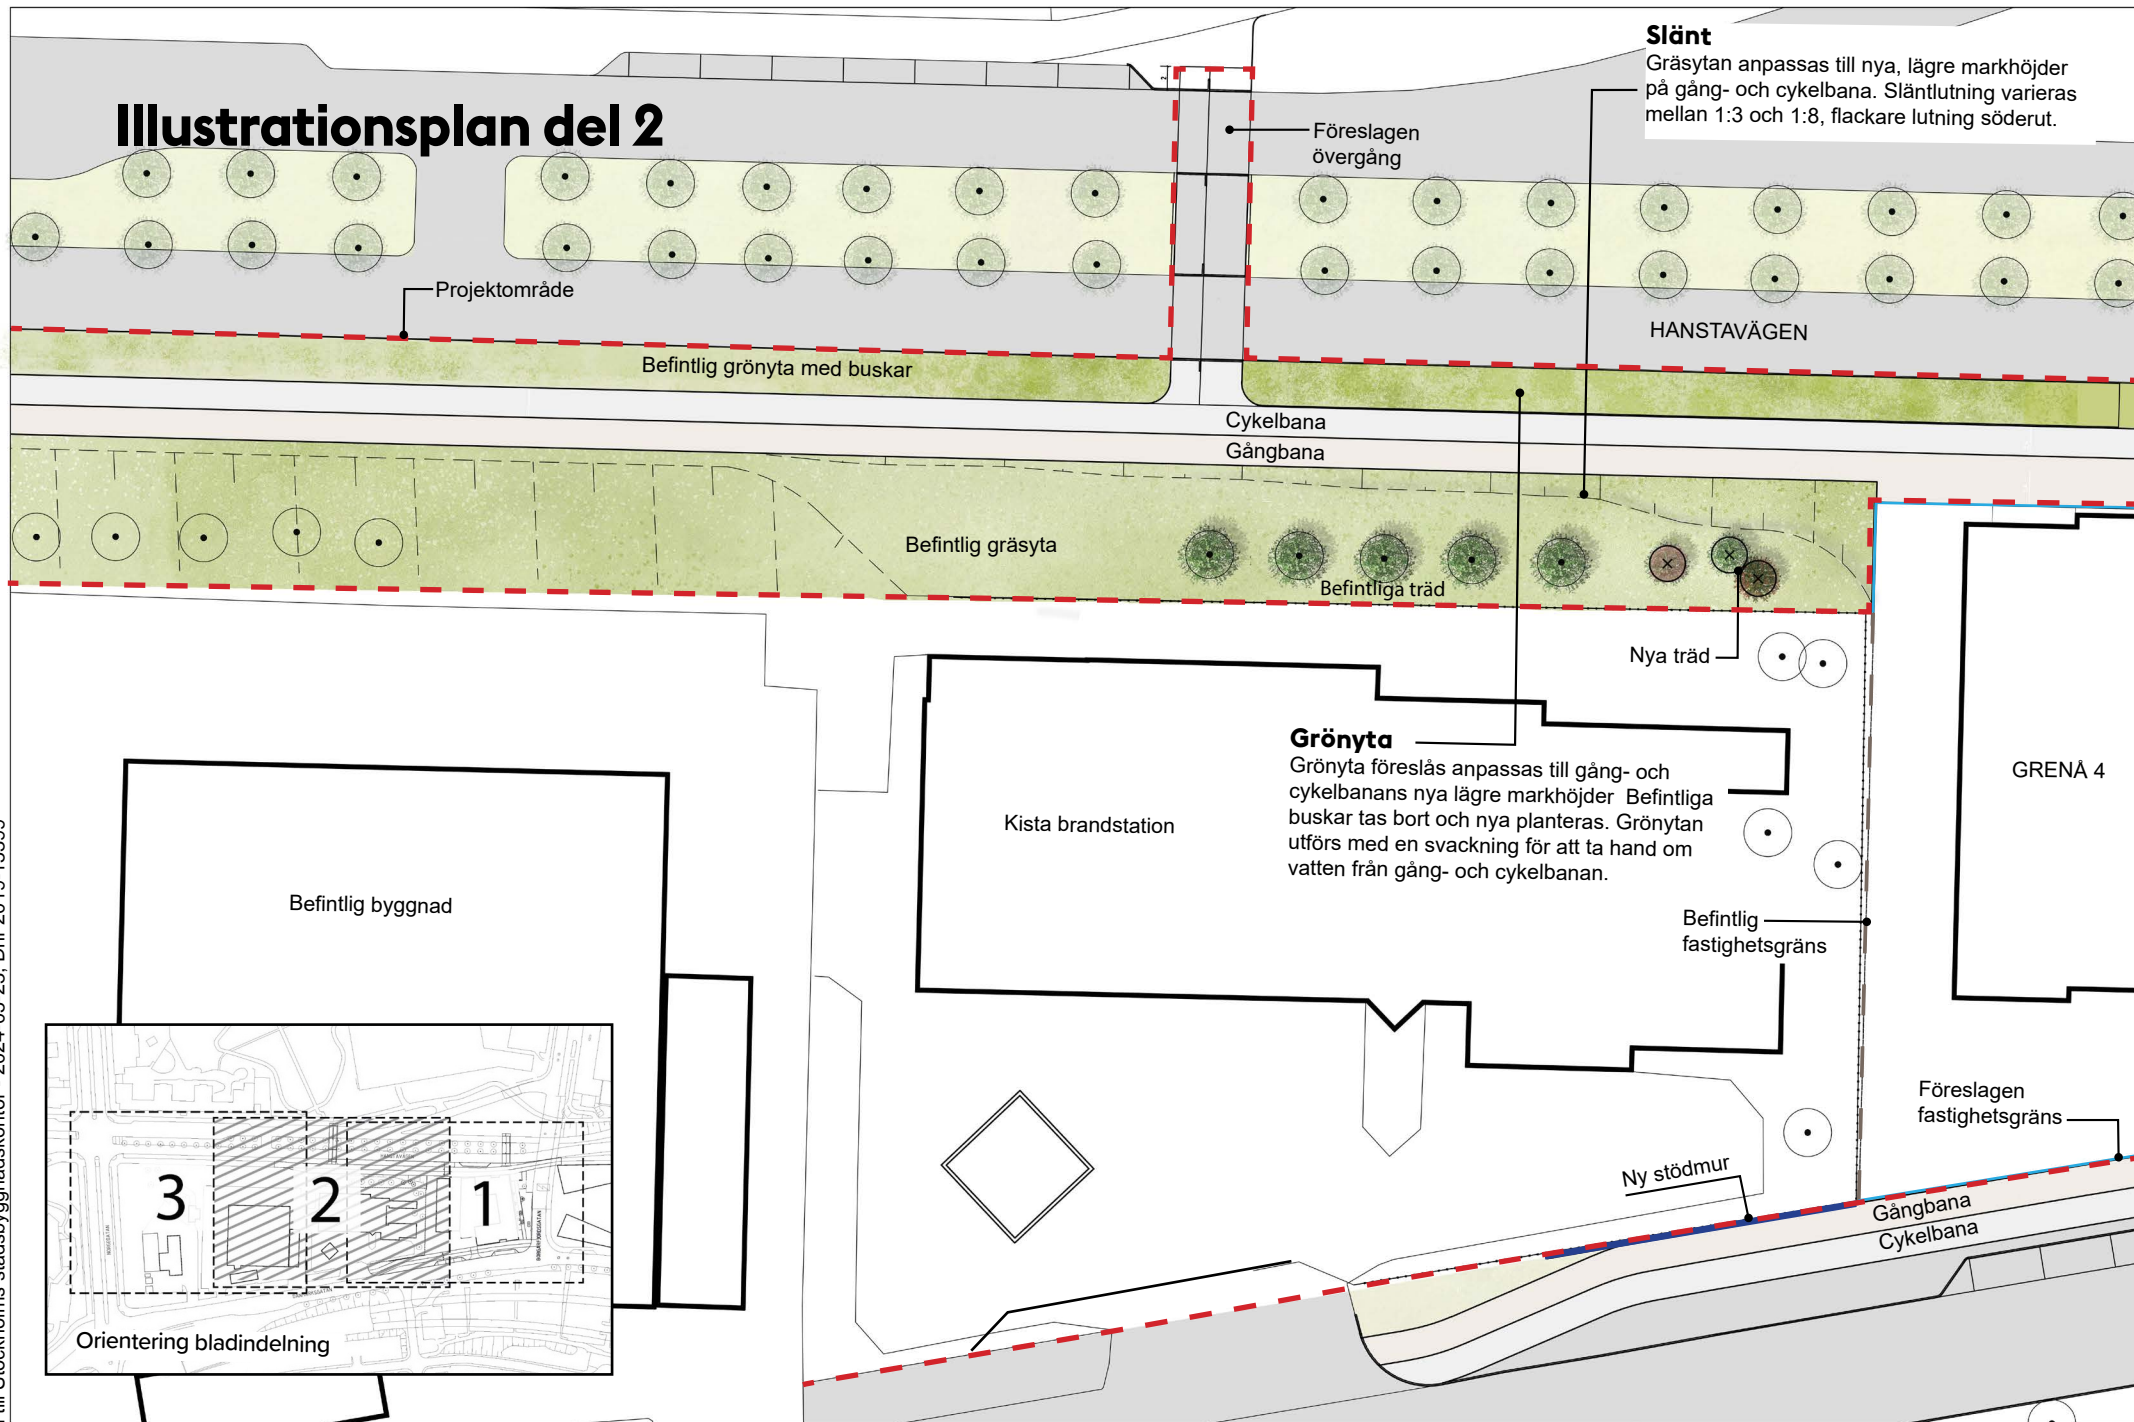 Illustrationsplan del 2
Slänt
Gräsytan anpassas till nya, lägre markhöjder
på gång- och cykelbana. Släntlutning varieras
mellan 1:3 och 1:8, flackare lutning söderut.
Föreslagen
övergång
Projektområde
HANSTAVÄGEN
Befintlig grönyta med buskar
Cykelbana
Gångbana
Befintlig gräsyta
Befintliga träd
Nya träd
Grönyta
Grönyta föreslås anpassas till gång- och
cykelbanans nya lägre markhöjder  Befintliga
buskar tas bort och nya planteras. Grönytan
utförs med en svackning för att ta hand om
vatten från gång- och cykelbanan.
GRENÅ 4
Kista brandstation
Befintlig byggnad
Befintlig
fastighetsgräns
Föreslagen
fastighetsgräns
Ny stödmur
Gångbana
Cykelbana
3
2
1
Orientering bladindelning